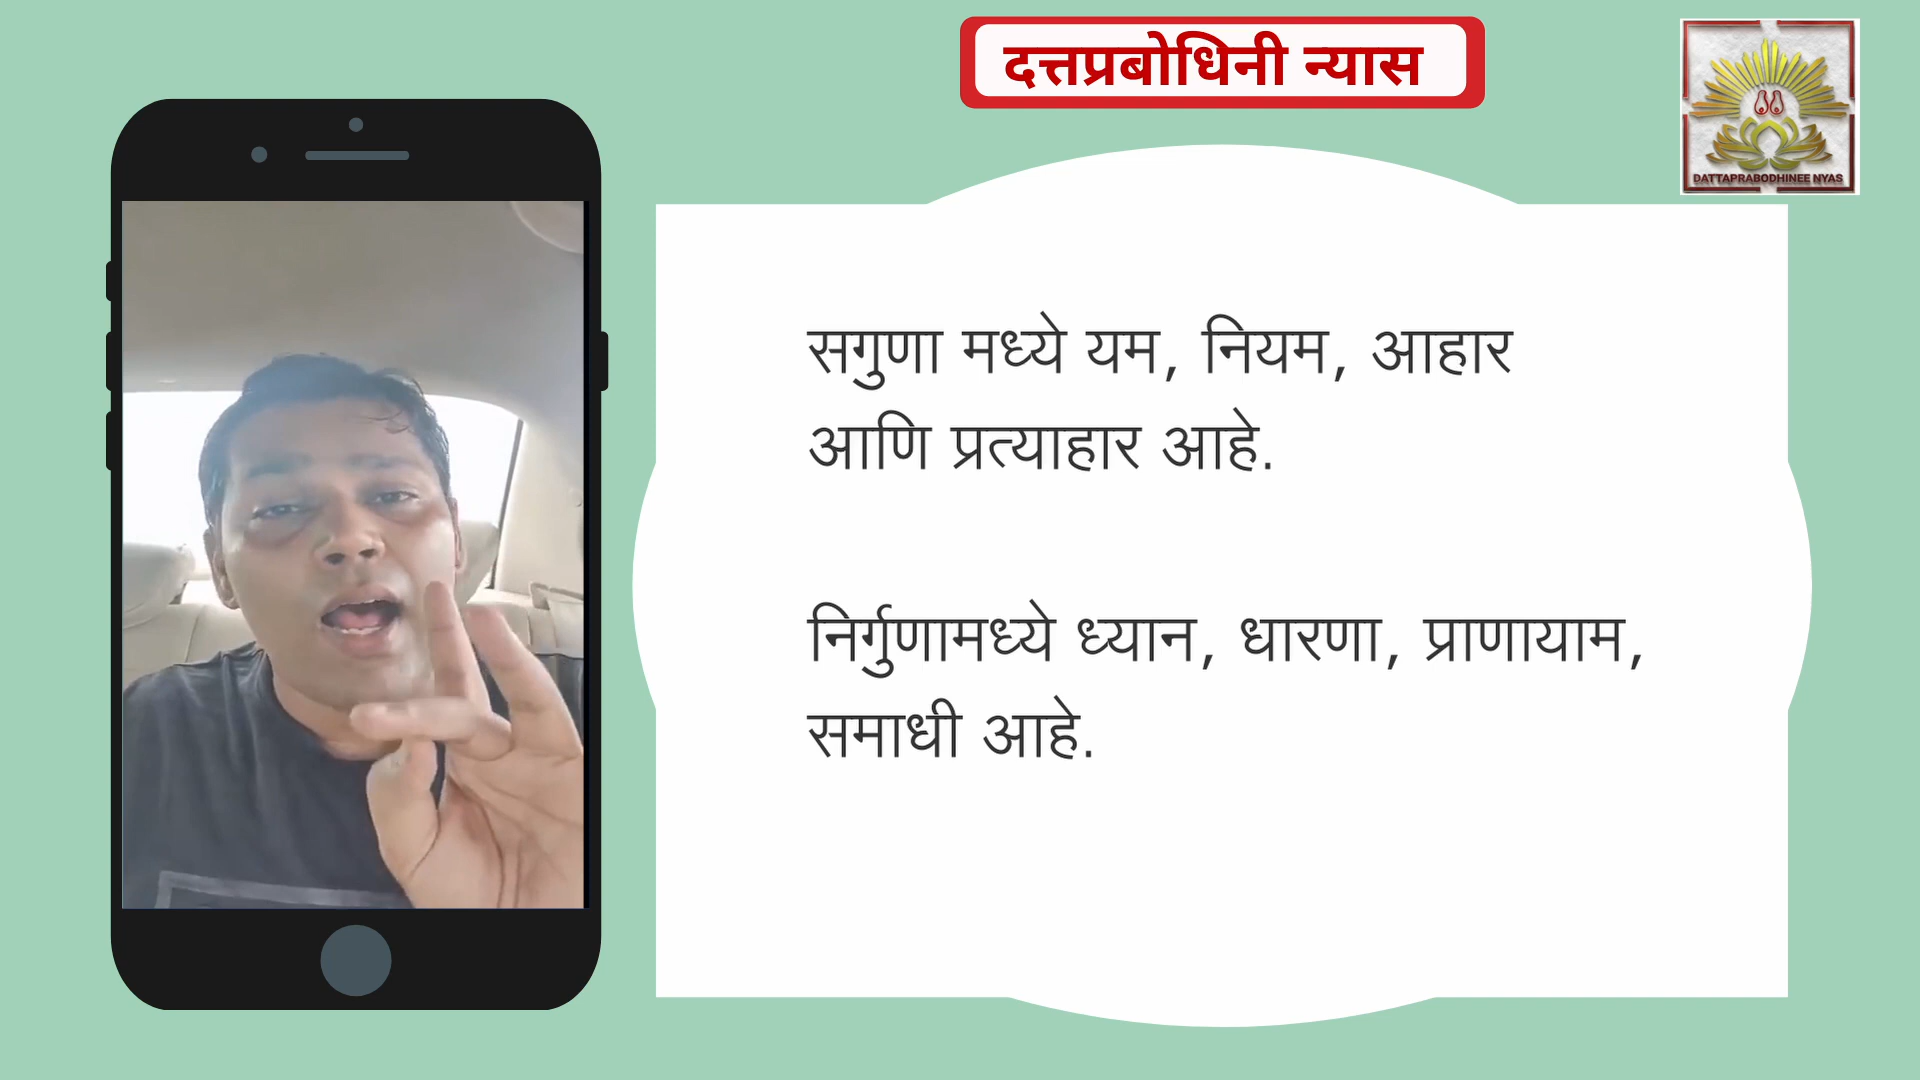 दत्तप्रबोधिनी न्यास
DATTAPRABODHINEE NYAS
सगुणा मध्ये यम, नियम, आहार
आणि प्रत्याहार आहे.
निर्गुणामध्ये ध्यान, धारणा, प्राणायाम,
समाधी आहे.